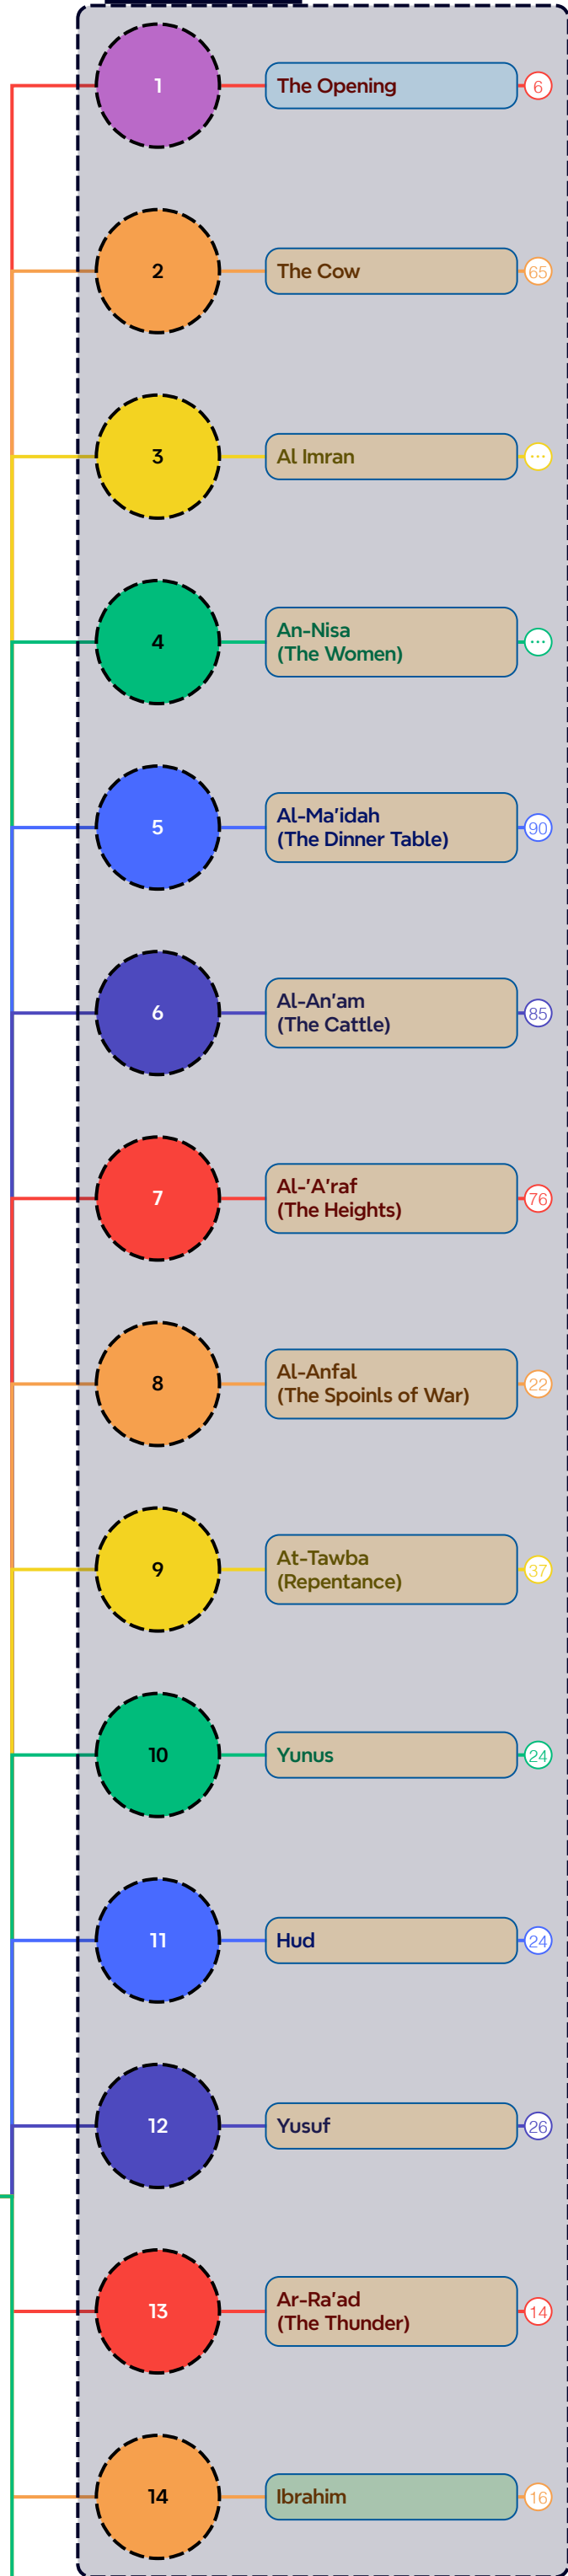 1
The Opening
6
2
The Cow
65
3
Al Imran
...
4
An-Nisa
(The Women)
...
5
Al-Ma'idah
(The Dinner Table)
90
6
Al-An'am
(The Cattle)
85
7
Al-'A'raf
(The Heights)
76
8
Al-Anfal
(The Spoinls of War)
22
9
At-Tawba
(Repentance)
37
10
Yunus
24
11
Hud
24
12
Yusuf
26
13
Ar-Ra'ad
(The Thunder)
14
14
Ibrahim
16